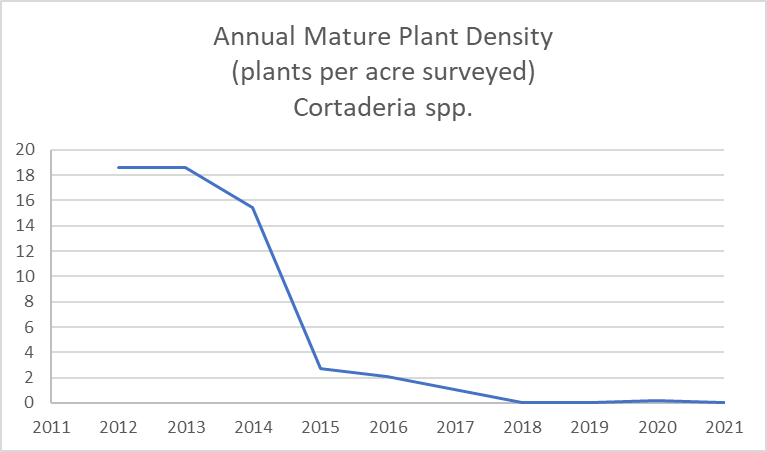 Annual Mature Plant Density
(plants per acre surveyed)
Cortaderia spp.
20
18
16
14
12
10
8
6
4
2
0
2011 2012 2013 2014 2015 2016 2017 2018 2019 2020 2021